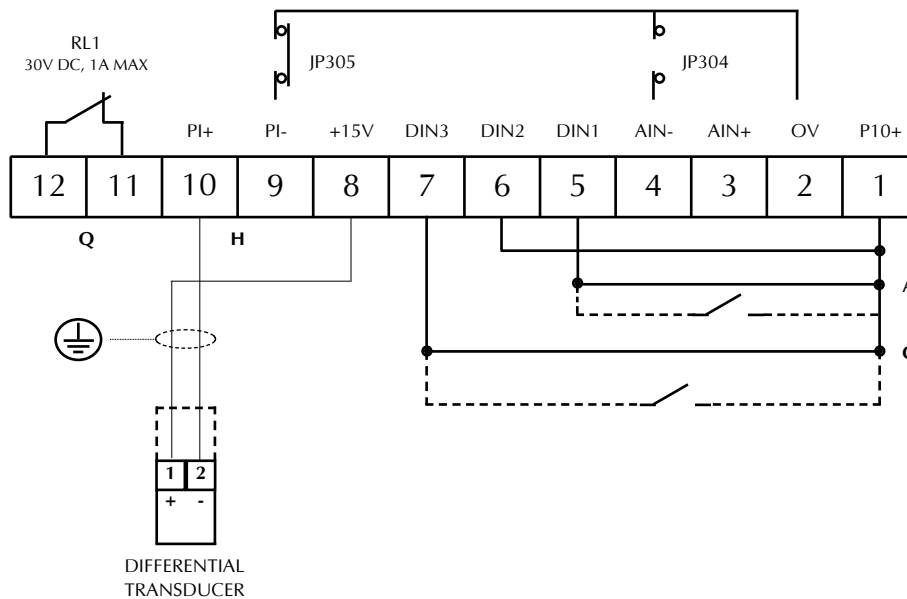 RL1
30V DC, 1A MAX
JP305
JP304
PI+ PI- +15V DIN3 DIN2 DIN1 AIN- AIN+ OV P10+
12 11 10 9 8 7 6 5 4 3 2 1
Q H
A
1 2
+ -
DIFFERENTIAL
TRANSDUCER